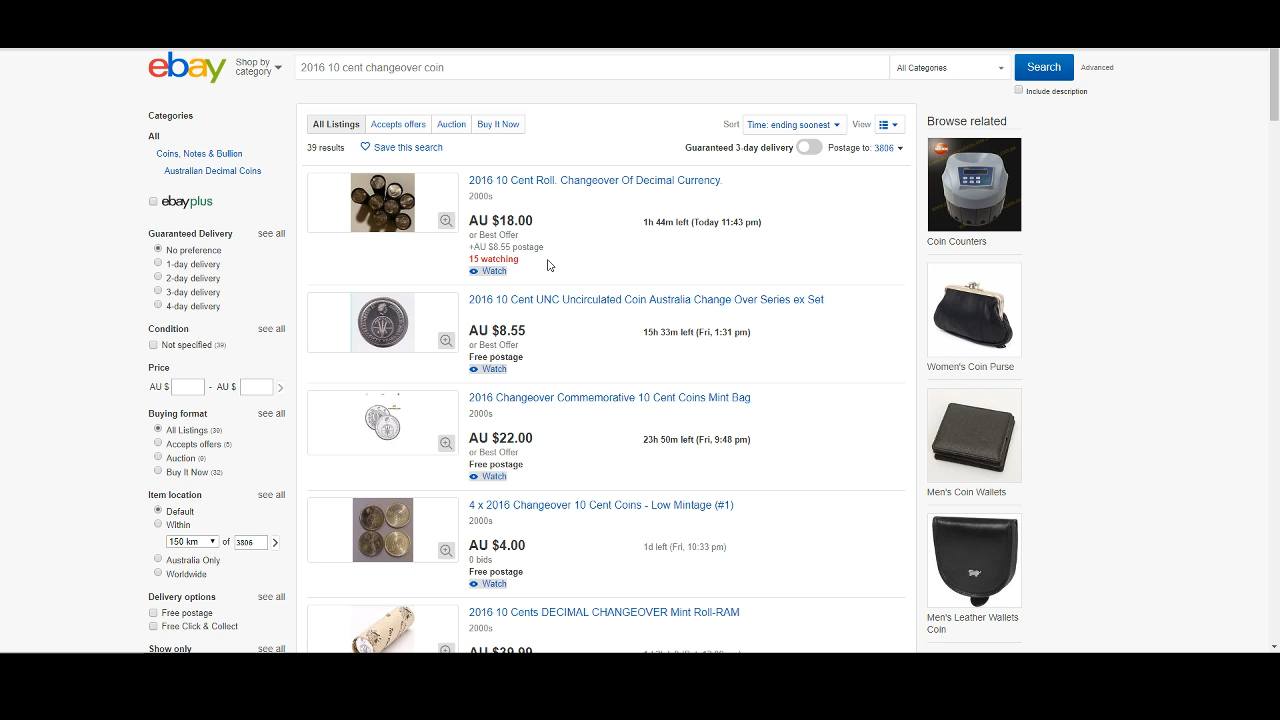 ebay
Shop by
category
2016 10 cent changeover coin
All Categories
Search
Advanced
Include description
Categories
All
Coins, Notes & Bullion
Australian Decimal Coins
ebayplus
Guaranteed Delivery
see all
No preference
1-day delivery
2-day delivery
3-day delivery
4-day delivery
Condition
see all
Not specified (39)
Price
AU $
- AU $
Buying format
see all
All Listings (39)
Accepts offers (6)
Auction (9)
Buy It Now (32)
Item location
see all
Default
Within
150 km
of
3806
Australia Only
Worldwide
Delivery options
see all
Free postage
Free Click & Collect
Show only
see all
All Listings
Accepts offers
Auction
Buy It Now
Sort
Time: ending soonest
View
39 results
Save this search
Guaranteed 3-day delivery
Postage to: 3806
2016 10 Cent Roll. Changeover Of Decimal Currency.
2000s
AU $18.00
1h 44m left (Today 11:43 pm)
or Best Offer
+AU $8.55 postage
15 watching
Watch
2016 10 Cent UNC Uncirculated Coin Australia Change Over Series ex Set
AU $8.55
15h 33m left (Fri, 1:31 pm)
or Best Offer
Free postage
Watch
2016 Changeover Commemorative 10 Cent Coins Mint Bag
2000s
AU $22.00
23h 50m left (Fri, 9:48 pm)
or Best Offer
Free postage
Watch
4 x 2016 Changeover 10 Cent Coins - Low Mintage (#1)
2000s
AU $4.00
1d left (Fri, 10:33 pm)
0 bids
Free postage
Watch
2016 10 Cents DECIMAL CHANGEOVER Mint Roll-RAM
2000s
AU $39.99
Browse related
Coin Counters
Women's Coin Purse
Men's Coin Wallets
Men's Leather Wallets
Coin